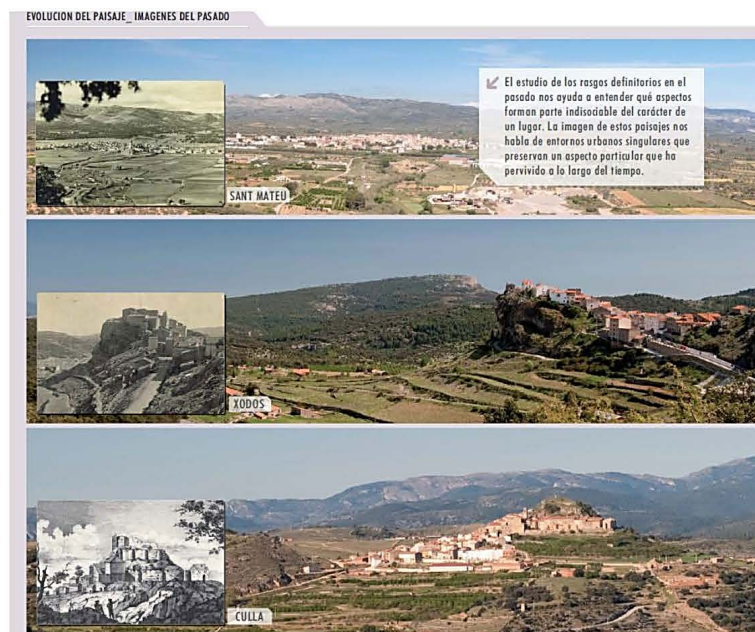 EVOLUCION DEL PAISAJE_ IMAGENES DEL PASADO
El estudio de los rasgos definitorios en el
pasado nos ayuda a entender qué aspectos
forman parte indisociable del carácter de
un lugar. La imagen de estos paisajes nos
habla de entornos urbanos singulares que
preservan un aspecto particular que ha
pervivido a lo largo del tiempo.
SANT MATEU
XODOS
CULLA